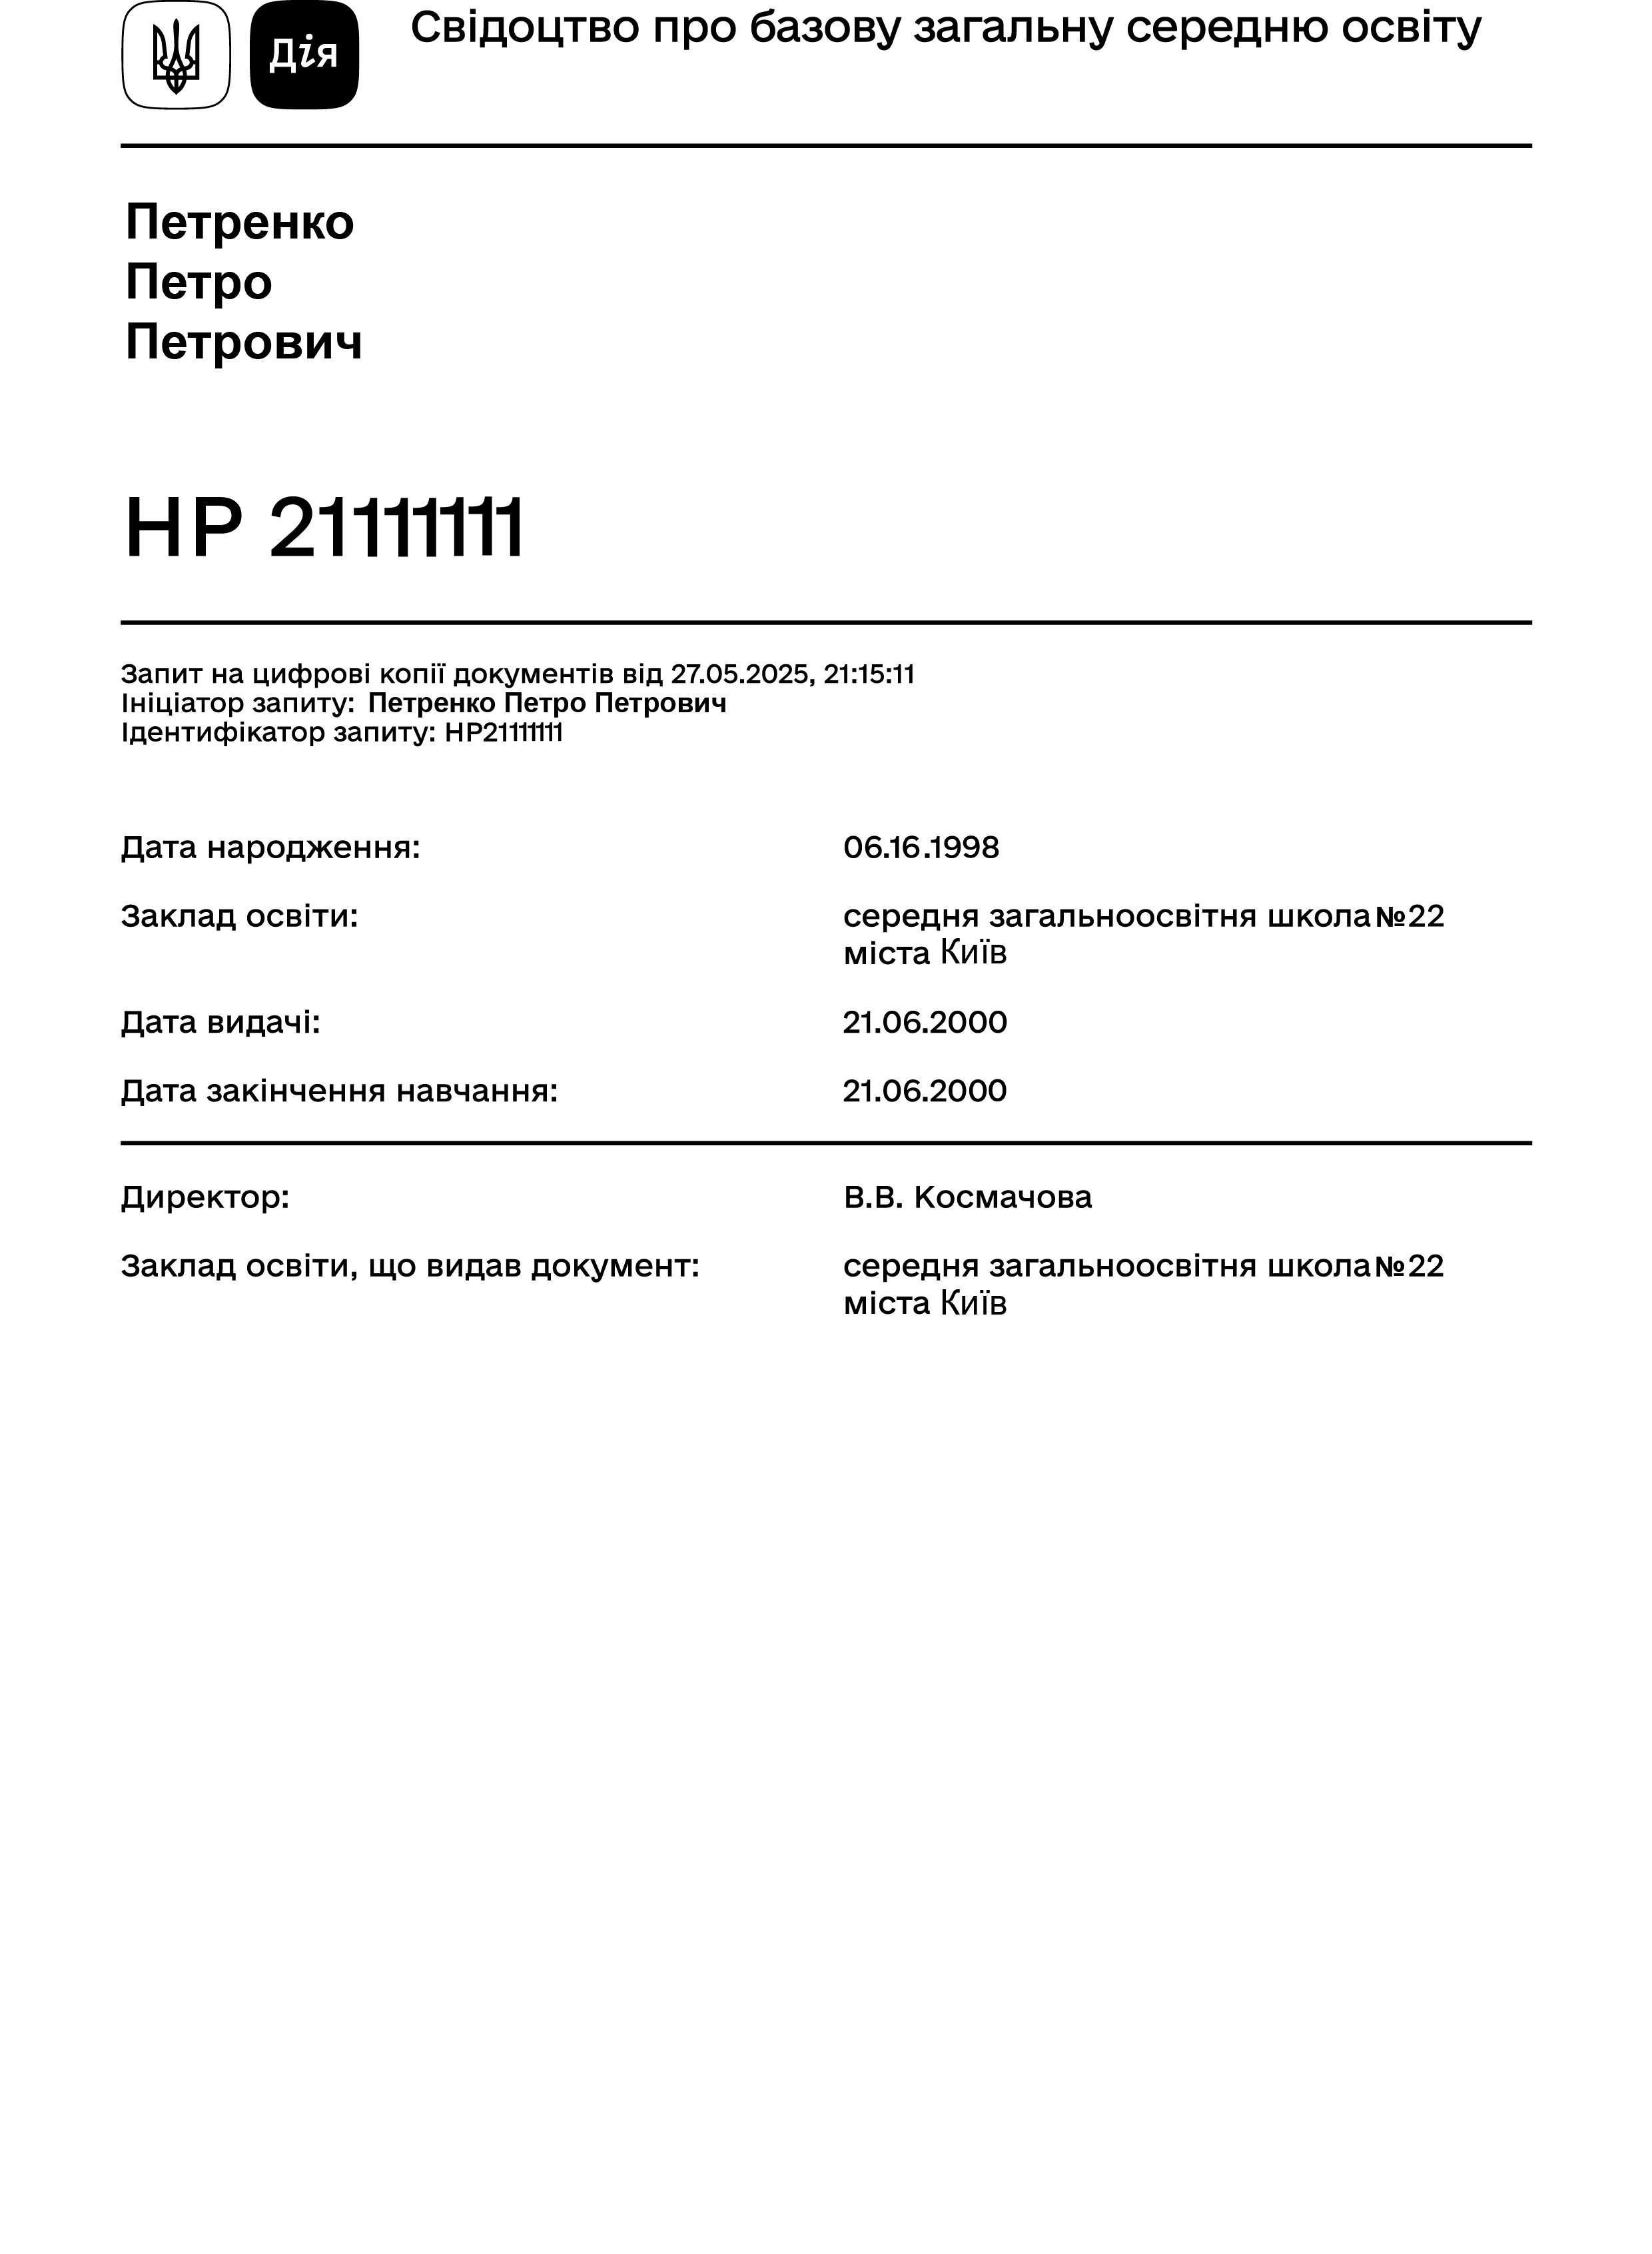 Дія
Свідоцтво про базову загальну середню освіту
Петренко
Петро
Петрович
НР 21111111
Запит на цифрові копії документів від 27.05.2025, 21:15:11
Ініціатор запиту: Петренко Петро Петрович
Ідентифікатор запиту: НР21111111
Дата народження: 06.16.1998
Заклад освіти: середня загальноосвітня школа №22
міста Київ
Дата видачі: 21.06.2000
Дата закінчення навчання: 21.06.2000
Директор: В.В. Космачова
Заклад освіти, що видав документ: середня загальноосвітня школа №22
міста Київ